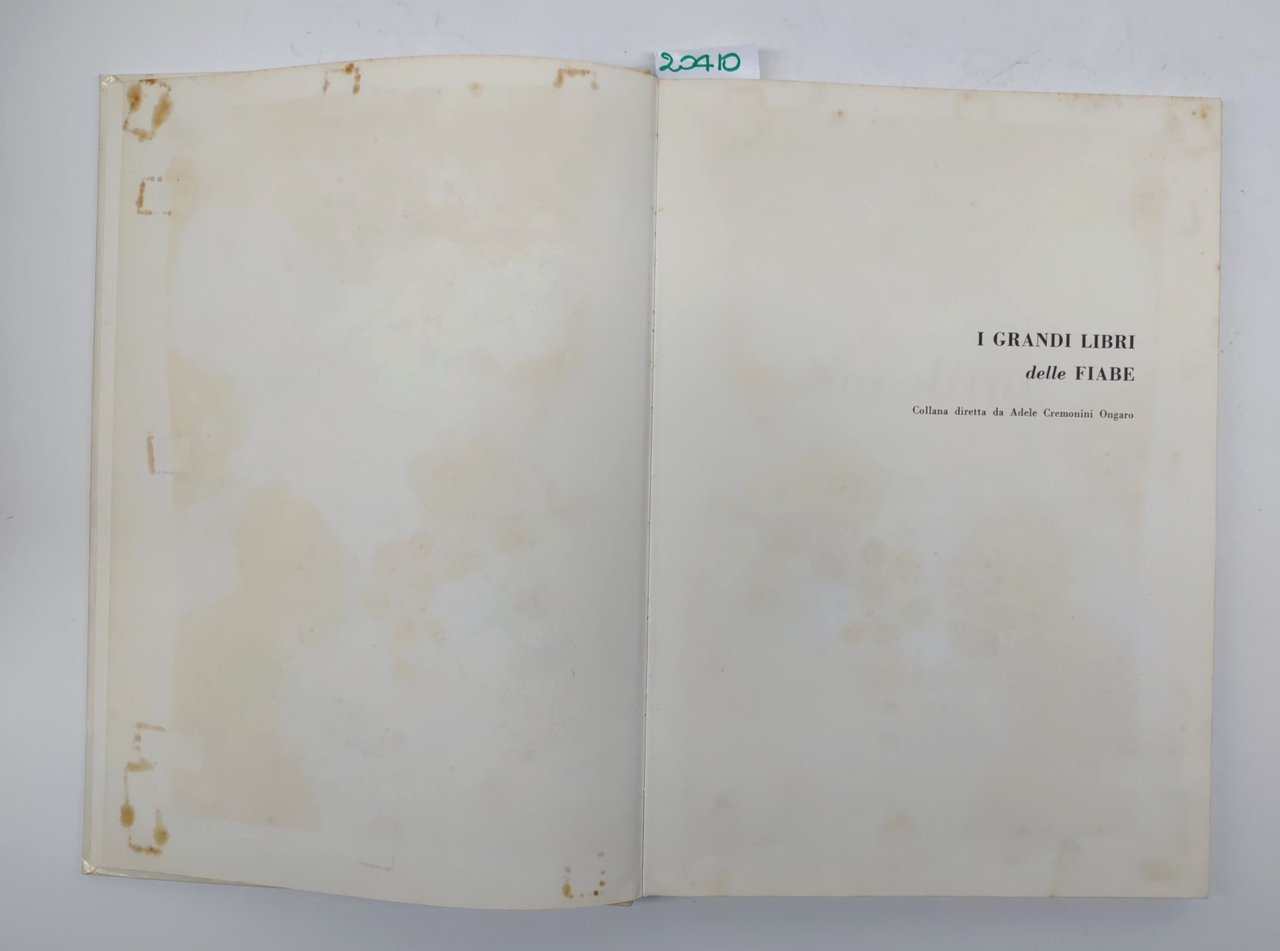 20410
I GRANDI LIBRI
delle FIABE
Collana diretta da Adele Cremonini Ongaro